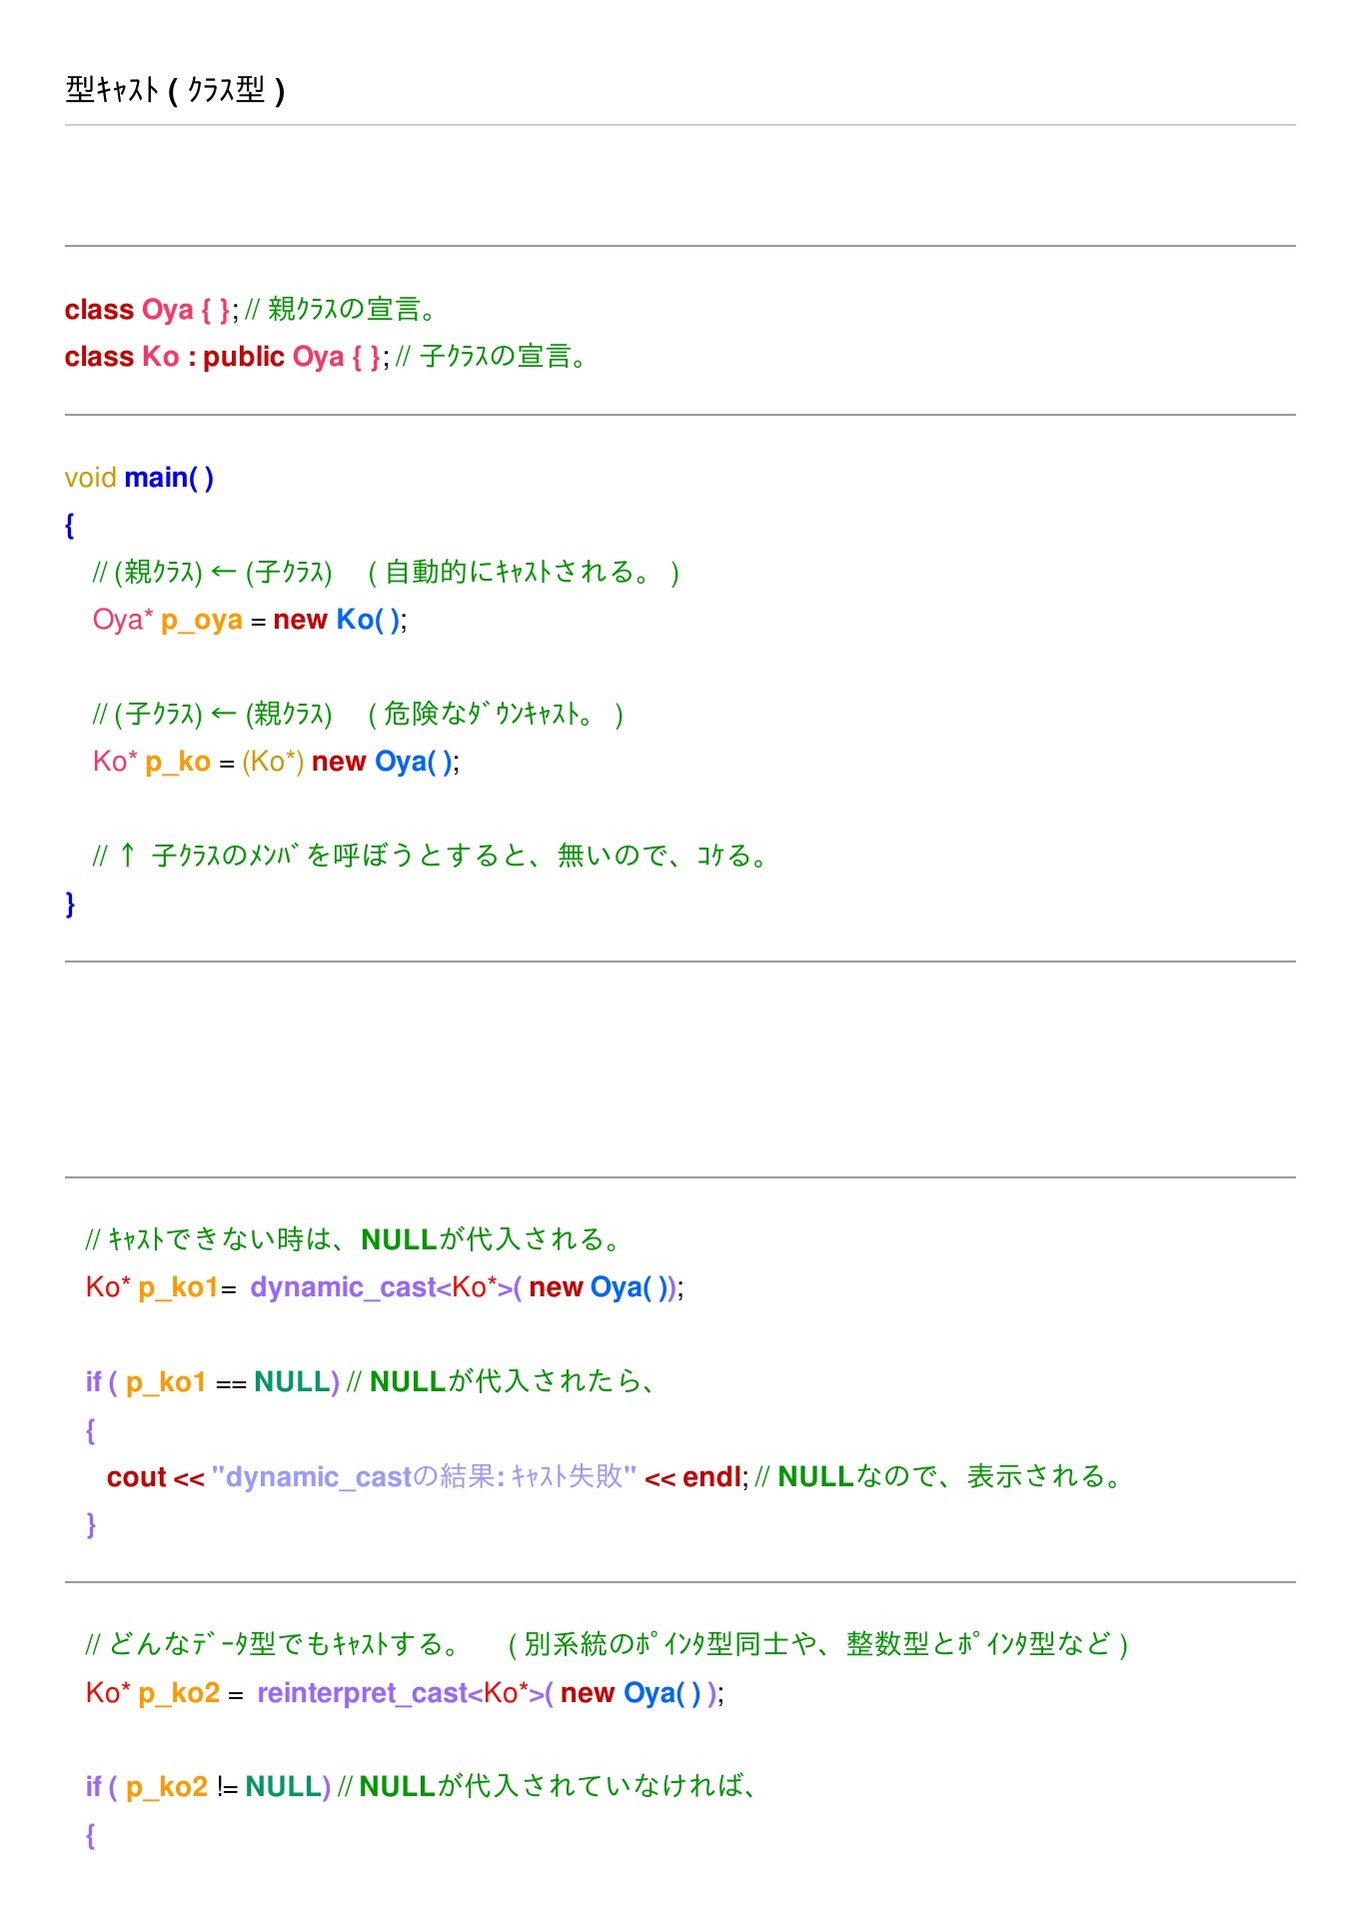 型ｷｬｽﾄ ( ｸﾗｽ型 )
class Oya { }; // 親ｸﾗｽの宣言。
class Ko : public Oya { }; // 子ｸﾗｽの宣言。
void main( )
{
// (親ｸﾗｽ) ← (子ｸﾗｽ)　( 自動的にｷｬｽﾄされる。 )
Oya* p_oya = new Ko( );
// (子ｸﾗｽ) ← (親ｸﾗｽ)　( 危険なﾀﾞｳﾝｷｬｽﾄ。 )
Ko* p_ko = (Ko*) new Oya( );
// ↑ 子ｸﾗｽのﾒﾝﾊﾞを呼ぼうとすると、無いので、ｺｹる。
}
// ｷｬｽﾄできない時は、NULLが代入される。
Ko* p_ko1= dynamic_cast<Ko*>( new Oya( ));
if ( p_ko1 == NULL) // NULLが代入されたら、
{
cout << "dynamic_castの結果: ｷｬｽﾄ失敗" << endl; // NULLなので、表示される。
}
// どんなﾃﾞｰﾀ型でもｷｬｽﾄする。　( 別系統のﾎﾟｲﾝﾀ型同士や、整数型とﾎﾟｲﾝﾀ型など )
Ko* p_ko2 = reinterpret_cast<Ko*>( new Oya( ) );
if ( p_ko2 != NULL) // NULLが代入されていなければ、
{